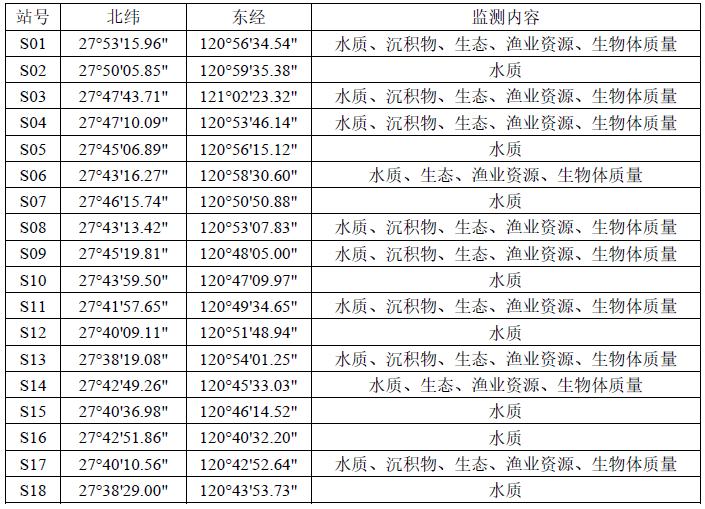 站号 北纬 东经 监测内容
S01 27°53'15.96" 120°56'34.54" 水质、沉积物、生态、渔业资源、生物体质量
S02 27°50'05.85" 120°59'35.38" 水质
S03 27°47'43.71" 121°02'23.32" 水质、沉积物、生态、渔业资源、生物体质量
S04 27°47'10.09" 120°53'46.14" 水质、沉积物、生态、渔业资源、生物体质量
S05 27°45'06.89" 120°56'15.12" 水质
S06 27°43'16.27" 120°58'30.60" 水质、生态、渔业资源、生物体质量
S07 27°46'15.74" 120°50'50.88" 水质
S08 27°43'13.42" 120°53'07.83" 水质、沉积物、生态、渔业资源、生物体质量
S09 27°45'19.81" 120°48'05.00" 水质、沉积物、生态、渔业资源、生物体质量
S10 27°43'59.50" 120°47'09.97" 水质
S11 27°41'57.65" 120°49'34.65" 水质、沉积物、生态、渔业资源、生物体质量
S12 27°40'09.11" 120°51'48.94" 水质
S13 27°38'19.08" 120°54'01.25" 水质、沉积物、生态、渔业资源、生物体质量
S14 27°42'49.26" 120°45'33.03" 水质、生态、渔业资源、生物体质量
S15 27°40'36.98" 120°46'14.52" 水质
S16 27°42'51.86" 120°40'32.20" 水质
S17 27°40'10.56" 120°42'52.64" 水质、沉积物、生态、渔业资源、生物体质量
S18 27°38'29.00" 120°43'53.73" 水质